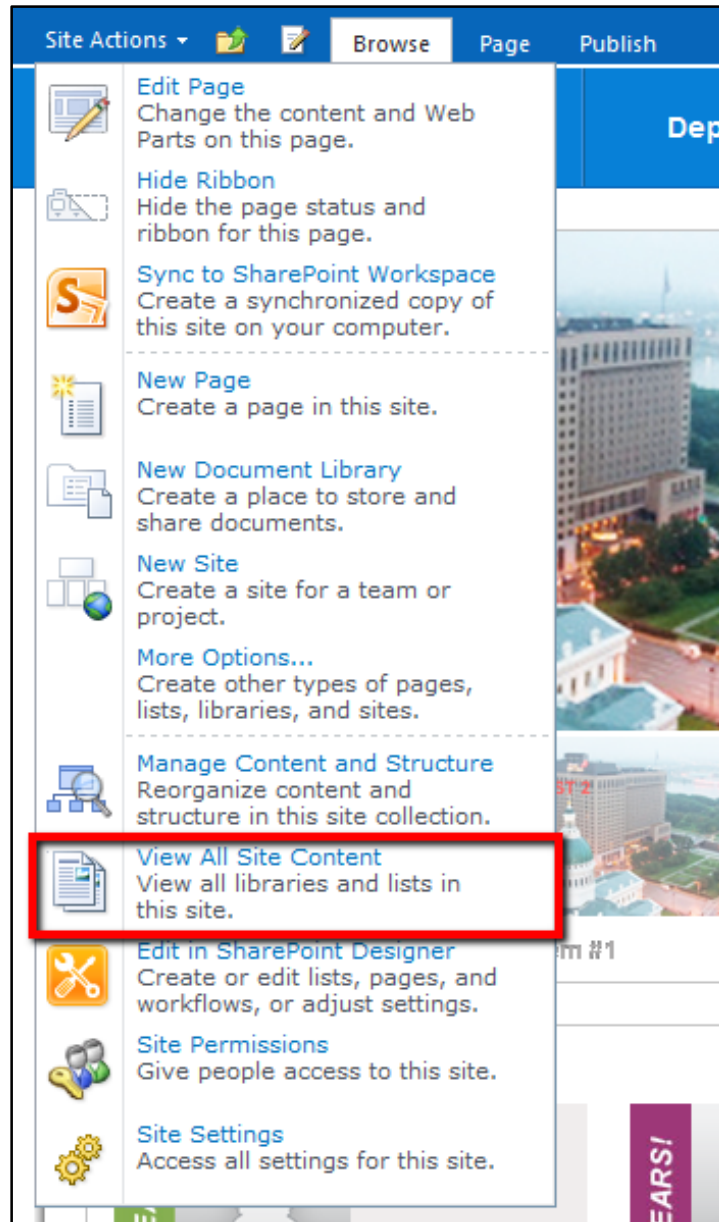 Site Actions
Browse
Page
Publish
Dep
Edit Page
Change the content and Web
Parts on this page.
Hide Ribbon
Hide the page status and
ribbon for this page.
Sync to SharePoint Workspace
Create a synchronized copy of
this site on your computer.
New Page
Create a page in this site.
New Document Library
Create a place to store and
share documents.
New Site
Create a site for a team or
project.
More Options...
Create other types of pages,
lists, libraries, and sites.
Manage Content and Structure
Reorganize content and
structure in this site collection.
ST 2
View All Site Content
View all libraries and lists in
this site.
Edit in SharePoint Designer
em #1
Create or edit lists, pages, and
workflows, or adjust settings.
Site Permissions
Give people access to this site.
Site Settings
Access all settings for this site.
EARS!